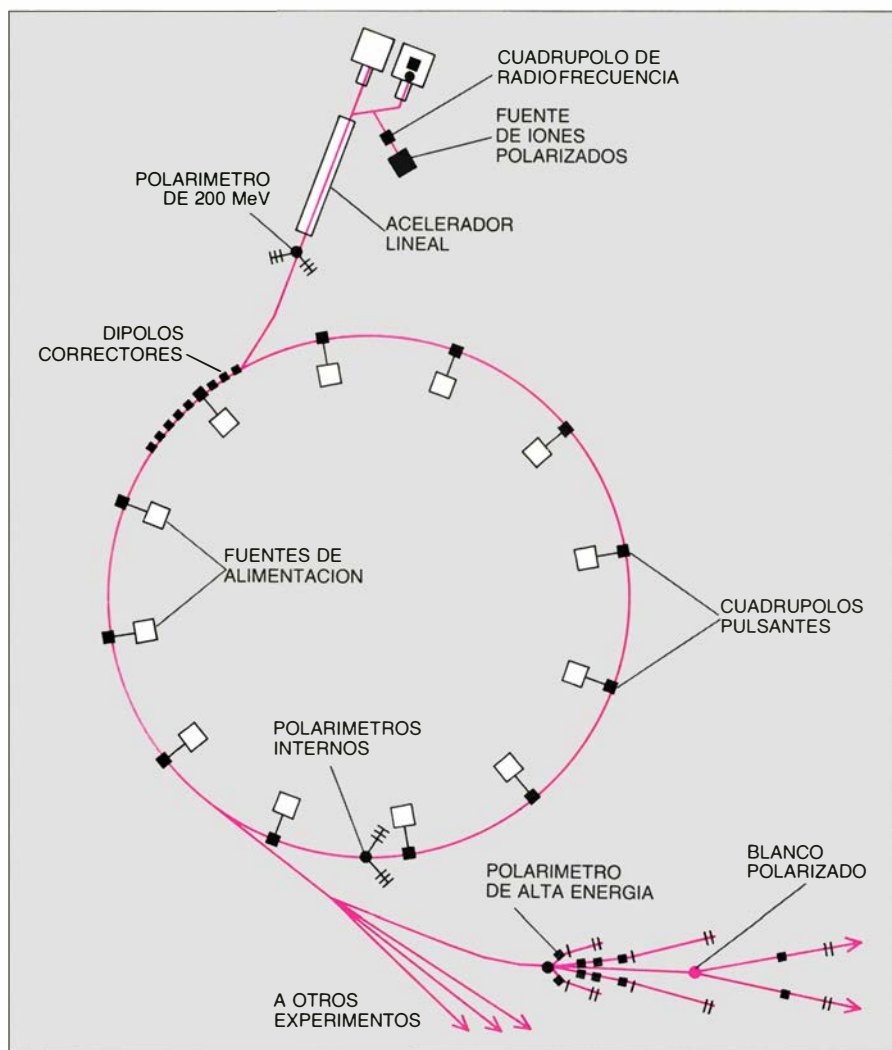 CUADRUPOLO DE
RADIOFRECUENCIA
FUENTE
DE IONES
POLARIZADOS
POLARIMETRO
DE 200 MeV
ACELERADOR
LINEAL
DIPOLOS
CORRECTORES
FUENTES DE
ALIMENTACION
CUADRUPOLOS
PULSANTES
POLARIMETROS
INTERNOS
POLARIMETRO
DE ALTA ENERGIA
BLANCO
POLARIZADO
A OTROS
EXPERIMENTOS